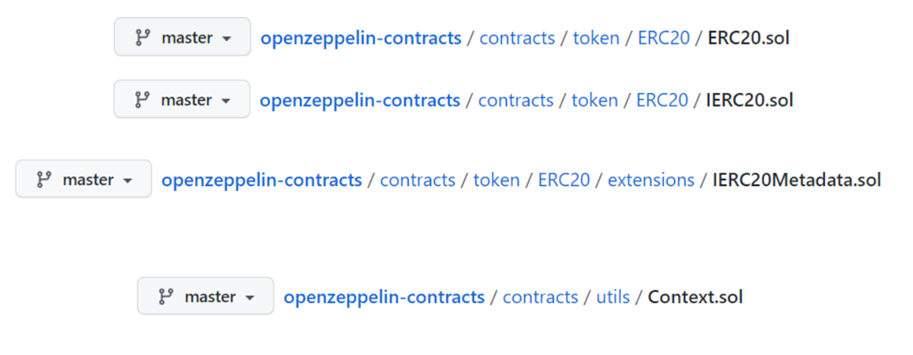 master openzeppelin-contracts / contracts / token / ERC20 / ERC20.sol
master openzeppelin-contracts / contracts / token / ERC20 / IERC20.sol
master openzeppelin-contracts / contracts / token / ERC20 / extensions / IERC20Metadata.sol
master openzeppelin-contracts / contracts / utils / Context.sol